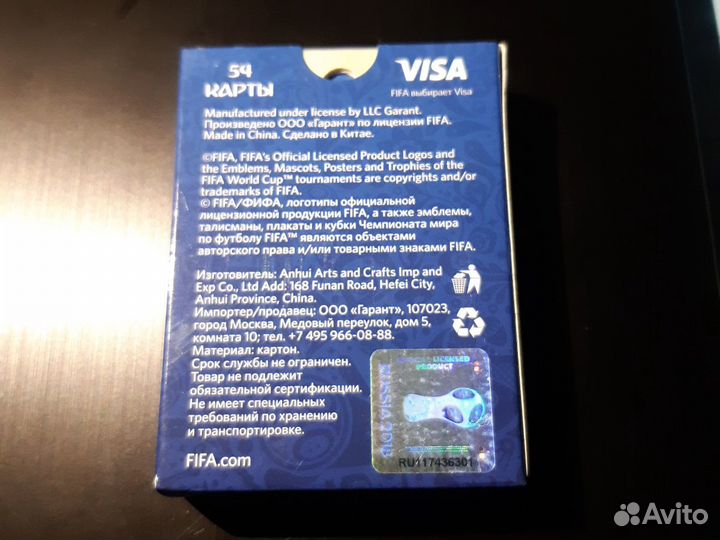 54
КАРТЫ
VISA
FIFA выбирает Visa
Manufactured under license by LLC Garant.
Произведено ООО «Гарант» по лицензии FIFA.
Made in China. Сделано в Китае.
©FIFA, FIFA's Official Licensed Product Logos and
the Emblems, Mascots, Posters and Trophies of the
FIFA World Cup™ tournaments are copyrights and/or
trademarks of FIFA.
© FIFA/ФИФА, логотипы официальной
лицензионной продукции FIFA, а также эмблемы,
талисманы, плакаты и кубки Чемпионата мира
по футболу FIFA™ являются объектами
авторского права и/или товарными знаками FIFA.
Изготовитель: Anhui Arts and Crafts Imp and
Exp Co., Ltd Add: 168 Funan Road, Hefei City,
Anhui Province, China.
Импортер/продавец: ООО «Гарант», 107023,
город Москва, Медовый переулок, дом 5,
комната 10; тел. +7 495 966-08-88.
Материал: картон.
Срок службы не ограничен.
Товар не подлежит
обязательной сертификации.
Не имеет специальных
требований по хранению
и транспортировке.
FIFA.com
LICENSED
PRODUCT
RUSSIA 2018
RU117436301
Avito